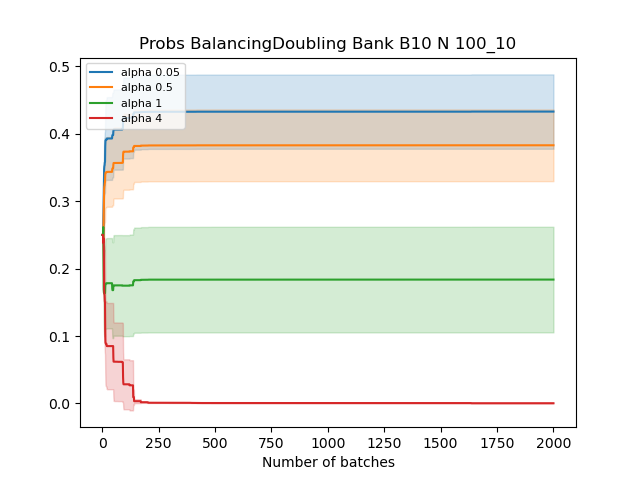 Probs BalancingDoubling Bank B10 N 100_10
alpha 0.05
alpha 0.5
alpha 1
alpha 4
0.5
0.4
0.3
0.2
0.1
0.0
0 250 500 750 1000 1250 1500 1750 2000
Number of batches